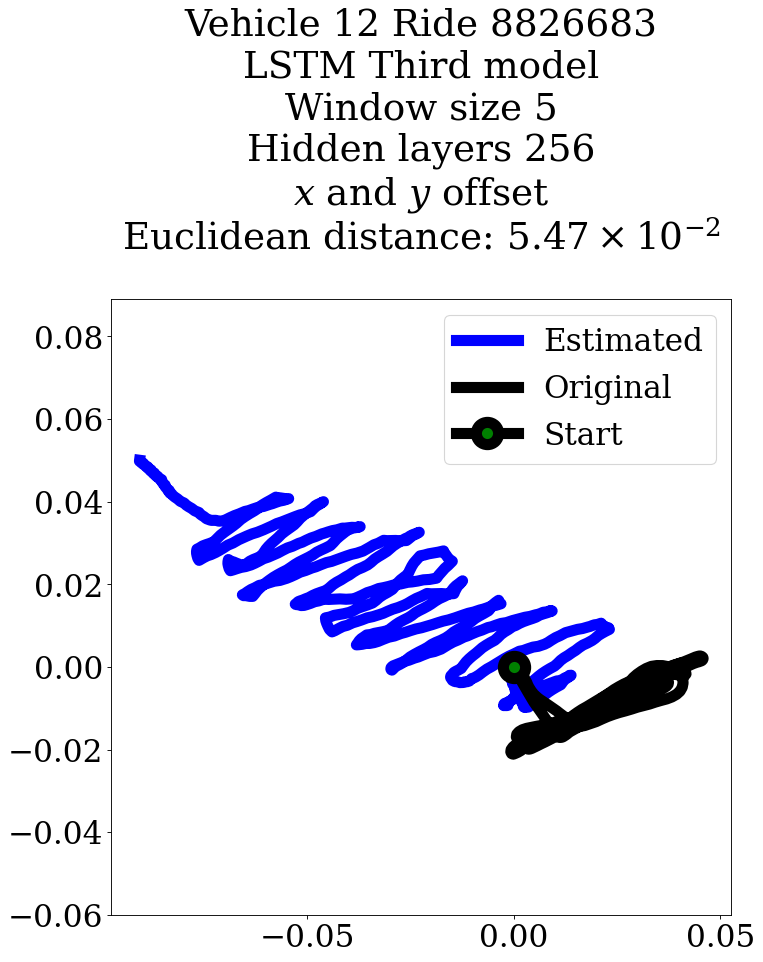 Vehicle 12 Ride 8826683
LSTM Third model
Window size 5
Hidden layers 256
x and y offset
Euclidean distance: 5.47 × 10⁻²
Estimated
Original
Start
0.08
0.06
0.04
0.02
0.00
−0.02
−0.04
−0.06
−0.05
0.00
0.05